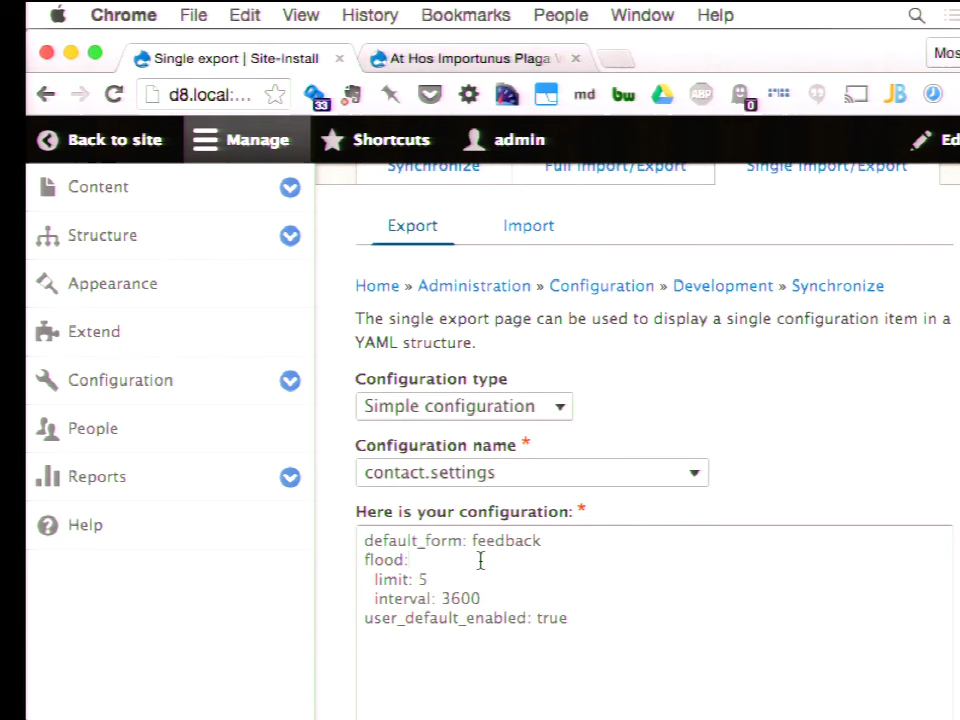 Chrome File Edit View History Bookmarks People Window Help
Single export | Site-Install × At Hos Importunus Plaga × Mos
d8.local:... 33 md bw ABP 0 JB
Back to site Manage Shortcuts admin Ed
Synchronize Full Import/Export Single Import/Export
Content
Structure
Appearance
Extend
Configuration
People
Reports
Help
Export Import
Home » Administration » Configuration » Development » Synchronize
The single export page can be used to display a single configuration item in a
YAML structure.
Configuration type
Simple configuration
Configuration name *
contact.settings
Here is your configuration: *
default_form: feedback
flood:
limit: 5
interval: 3600
user_default_enabled: true